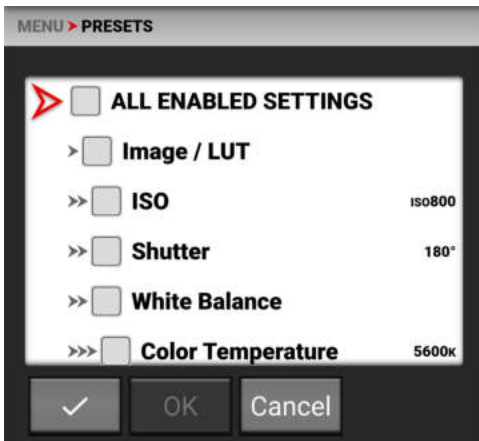 MENU > PRESETS
ALL ENABLED SETTINGS
> Image / LUT
>> ISO ISO800
>> Shutter 180°
>> White Balance
>>> Color Temperature 5600K
OK Cancel